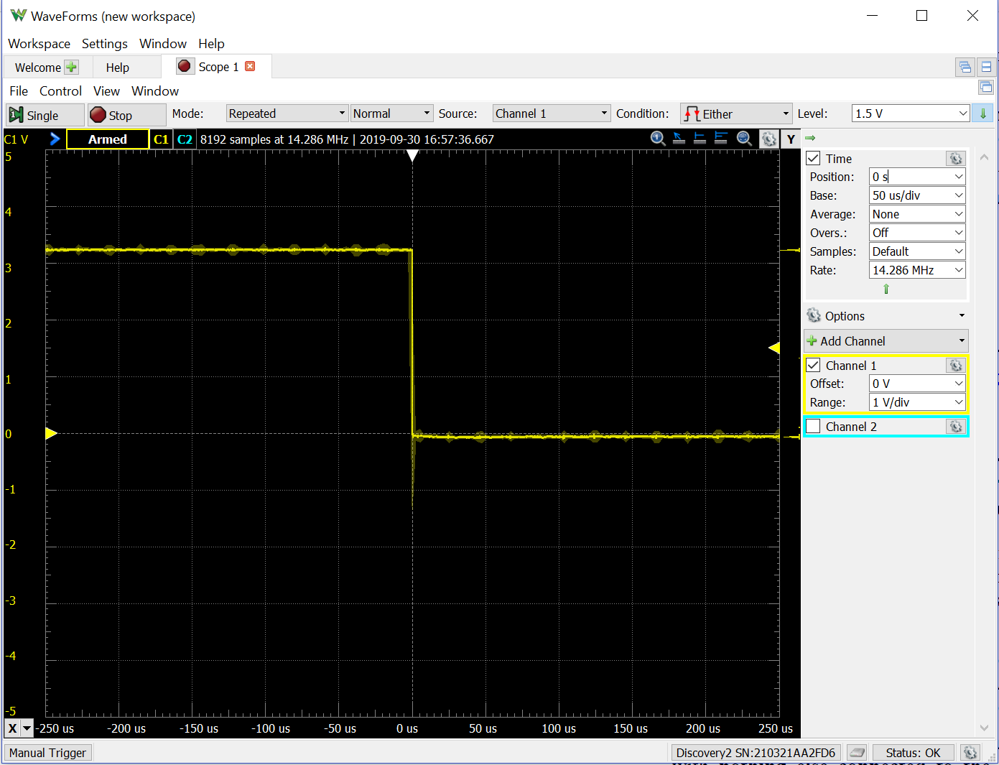 WaveForms (new workspace)
Workspace Settings Window Help
Welcome Help Scope 1
File Control View Window
Single Stop Mode: Repeated Normal Source: Channel 1 Condition: Either Level: 1.5 V
C1 V Armed C1 C2 8192 samples at 14.286 MHz | 2019-09-30 16:57:36.667 Y
Time
Position: 0 s
Base: 50 us/div
Average: None
Overs.: Off
Samples: Default
Rate: 14.286 MHz
Options
Add Channel
Channel 1
Offset: 0 V
Range: 1 V/div
Channel 2
5
4
3
2
1
0
-1
-2
-3
-4
-5
X -250 us -200 us -150 us -100 us -50 us 0 us 50 us 100 us 150 us 200 us 250 us
Manual Trigger Discovery2 SN:210321AA2FD6 Status: OK